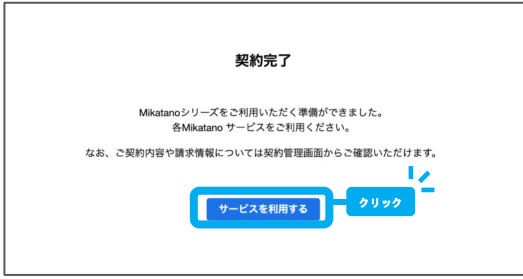 契約完了
Mikatanoシリーズをご利用いただく準備ができました。
各Mikatano サービスをご利用ください。
なお、ご契約内容や請求情報については契約管理画面からご確認いただけます。
サービスを利用する
クリック